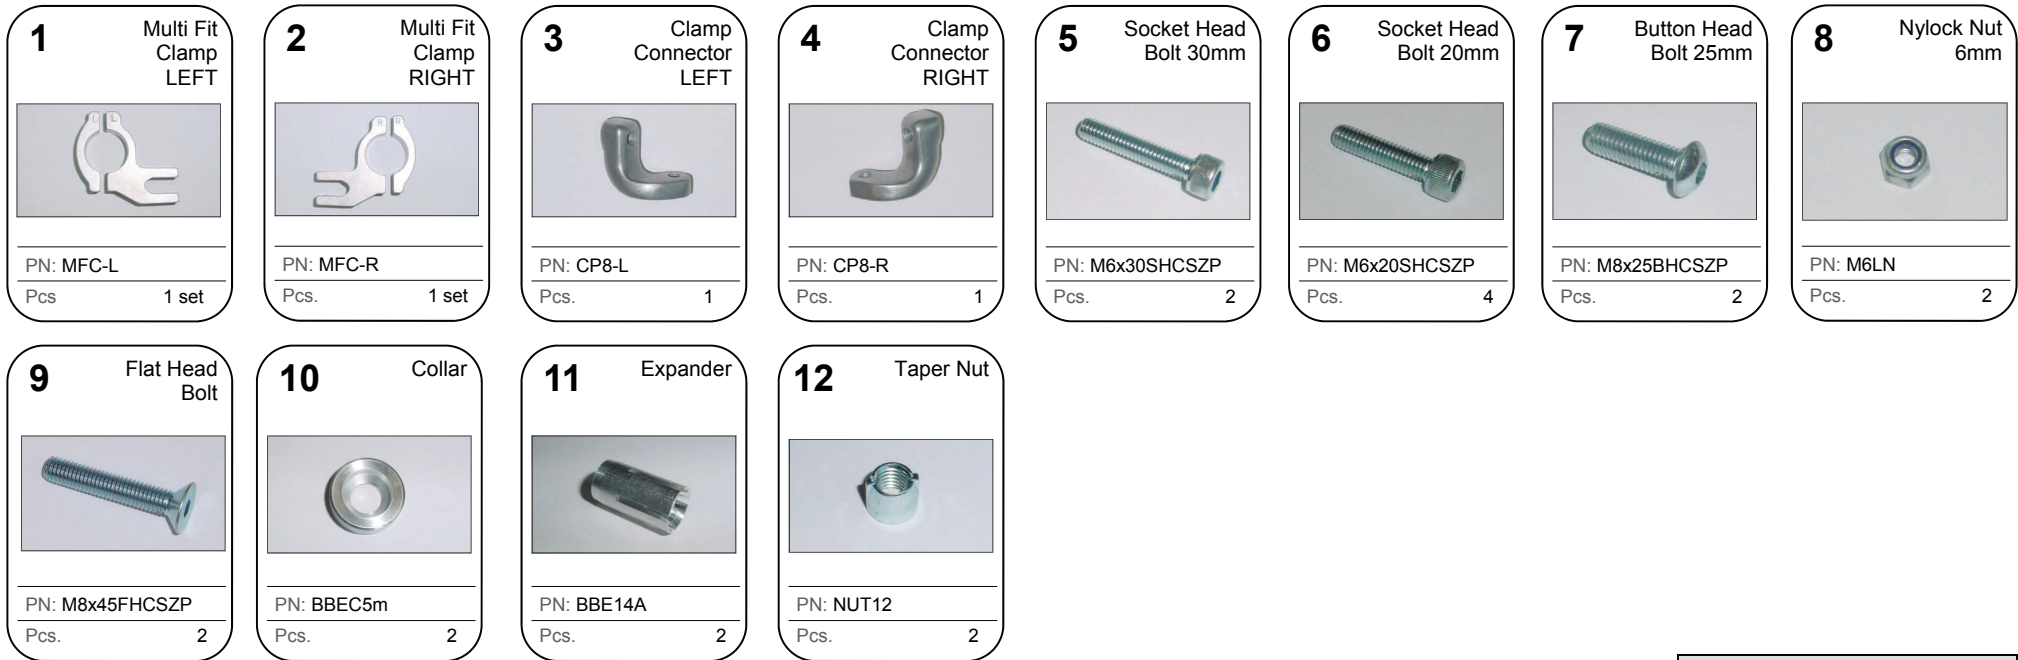 1
Multi Fit
Clamp
LEFT
L L
PN: MFC-L
Pcs 1 set
2
Multi Fit
Clamp
RIGHT
R R
PN: MFC-R
Pcs. 1 set
3
Clamp
Connector
LEFT
PN: CP8-L
Pcs. 1
4
Clamp
Connector
RIGHT
PN: CP8-R
Pcs. 1
5
Socket Head
Bolt 30mm
PN: M6x30SHCSZP
Pcs. 2
6
Socket Head
Bolt 20mm
PN: M6x20SHCSZP
Pcs. 4
7
Button Head
Bolt 25mm
PN: M8x25BHCSZP
Pcs. 2
8
Nylock Nut
6mm
PN: M6LN
Pcs. 2
9
Flat Head
Bolt
PN: M8x45FHCSZP
Pcs. 2
10
Collar
PN: BBEC5m
Pcs. 2
11
Expander
PN: BBE14A
Pcs. 2
12
Taper Nut
PN: NUT12
Pcs. 2